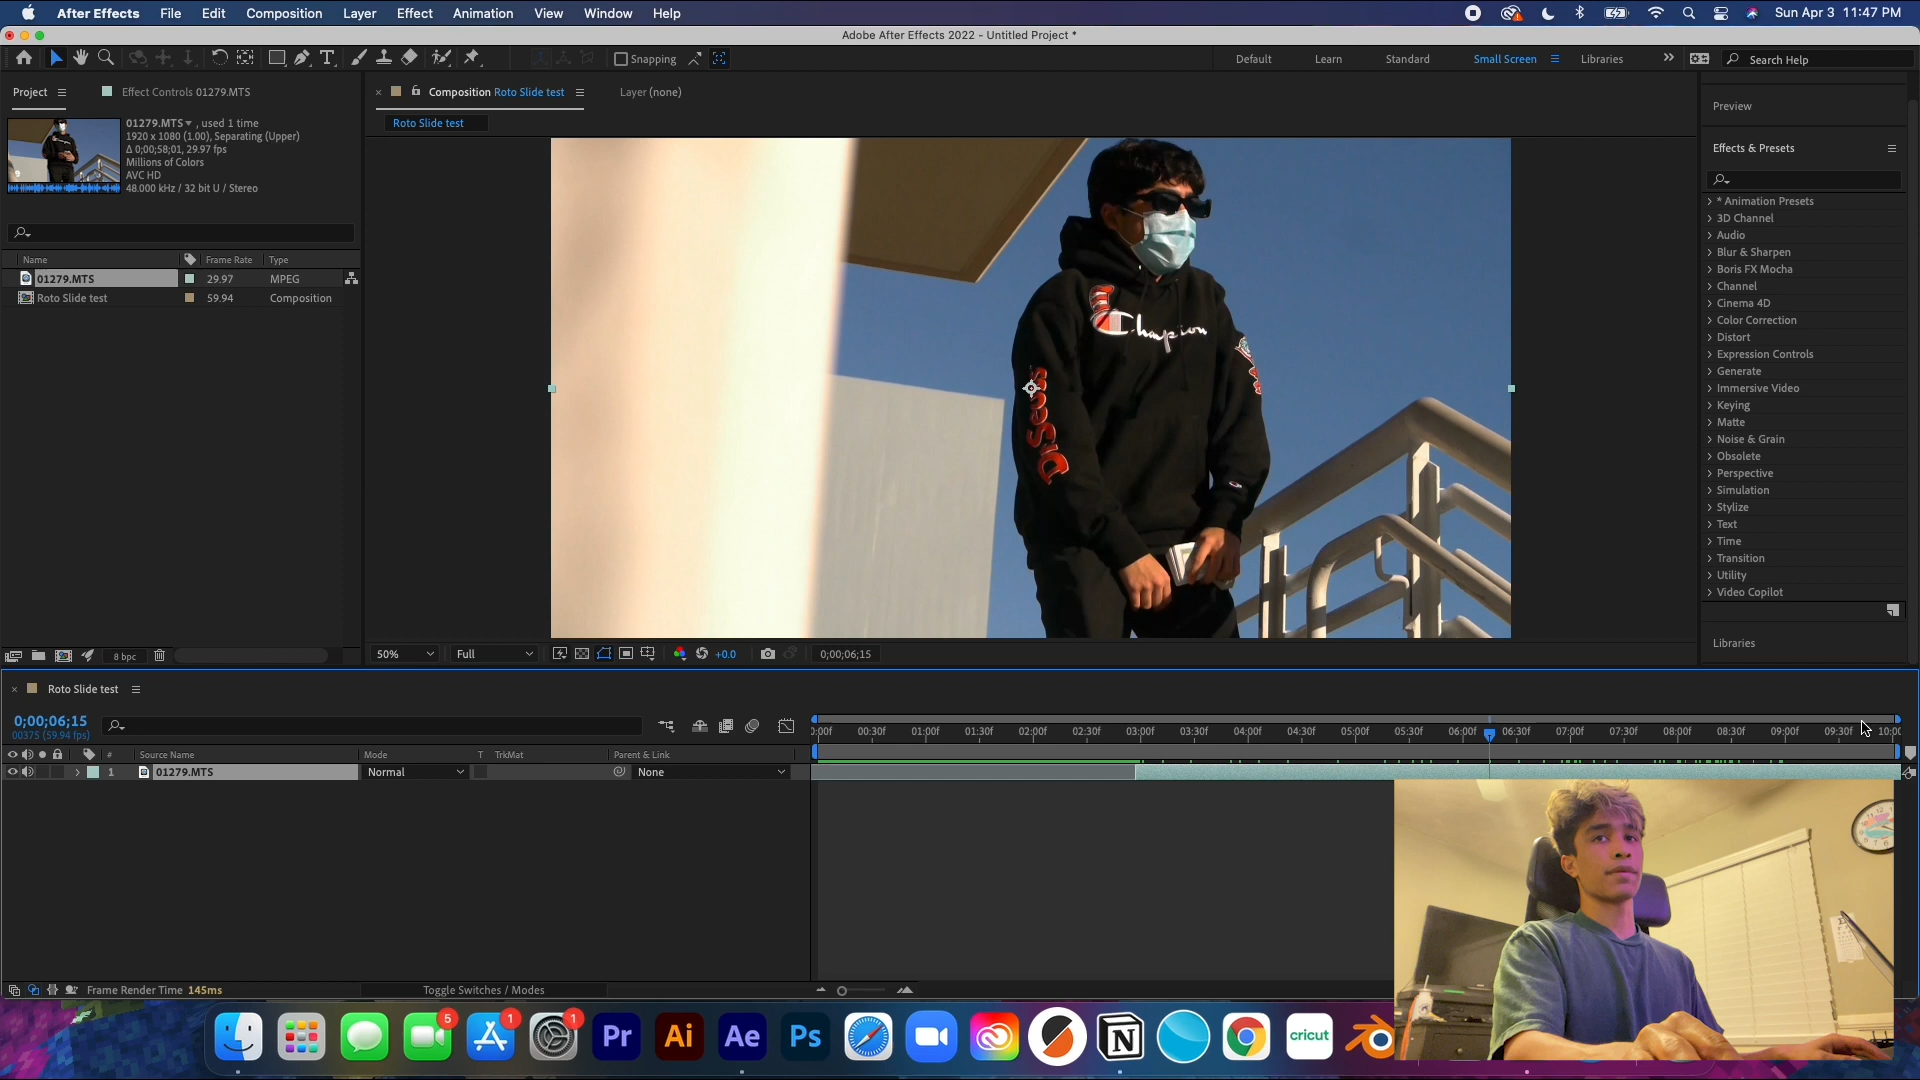 After Effects File Edit Composition Layer Effect Animation View Window Help Sun Apr 3 11:47 PM
Adobe After Effects 2022 - Untitled Project *
Snapping Default Learn Standard Small Screen Libraries Search Help
Project Effect Controls 01279.MTS Composition Roto Slide test Layer (none)
Roto Slide test
01279.MTS , used 1 time
1920 x 1080 (1.00), Separating (Upper)
Δ 0;00;58;01, 29.97 fps
Millions of Colors
AVC HD
48.000 kHz / 32 bit U / Stereo
Name Frame Rate Type
01279.MTS 29.97 MPEG
Roto Slide test 59.94 Composition
8 bpc
Champion
Dr.Seuss
50% Full +0.0 0;00;06;15
Preview
Effects & Presets
* Animation Presets
3D Channel
Audio
Blur & Sharpen
Boris FX Mocha
Channel
Cinema 4D
Color Correction
Distort
Expression Controls
Generate
Immersive Video
Keying
Matte
Noise & Grain
Obsolete
Perspective
Simulation
Stylize
Text
Time
Transition
Utility
Video Copilot
Libraries
Roto Slide test
0;00;06;15
00375 (59.94 fps)
00:30f 01:00f 01:30f 02:00f 02:30f 03:00f 03:30f 04:00f 04:30f 05:00f 05:30f 06:00f 06:30f 07:00f 07:30f 08:00f 08:30f 09:00f 09:30f
# Source Name Mode T TrkMat Parent & Link
1 01279.MTS Normal None
Frame Render Time 145ms Toggle Switches / Modes
5 1 1
Pr Ai Ae Ps N cricut